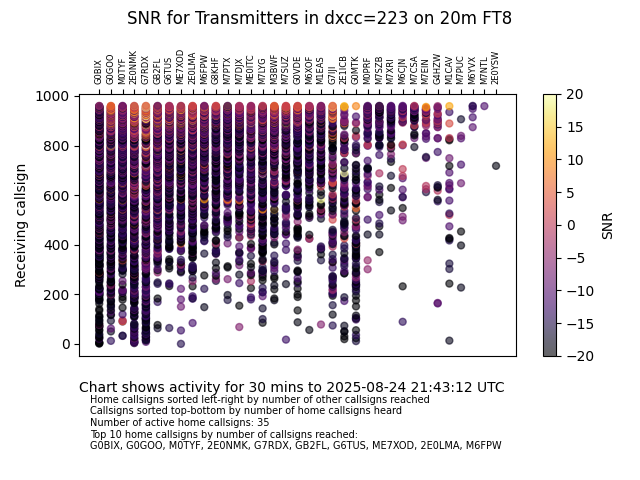 SNR for Transmitters in dxcc=223 on 20m FT8
G0BIX G0GOO M0TYF 2E0NMK G7RDX GB2FL G6TUS ME7XOD 2E0LMA M6FPW G8KHF M7PTX M7DJX ME0ITC M7LYG M3BWF M7SUZ G0VDE M6XOF M1EAS G7IJI 2E1ICB G0MTK M0PRF M7SZB M7XRI M6CJN M7CSA M7EIN G4HZW M1CAV M7PUC M6YVX M7NTL 2E0YSW
1000
800
600
400
200
0
Receiving callsign
20
15
10
5
0
−5
−10
−15
−20
SNR
Chart shows activity for 30 mins to 2025-08-24 21:43:12 UTC
Home callsigns sorted left-right by number of other callsigns reached
Callsigns sorted top-bottom by number of home callsigns heard
Number of active home callsigns: 35
Top 10 home callsigns by number of callsigns reached:
G0BIX, G0GOO, M0TYF, 2E0NMK, G7RDX, GB2FL, G6TUS, ME7XOD, 2E0LMA, M6FPW